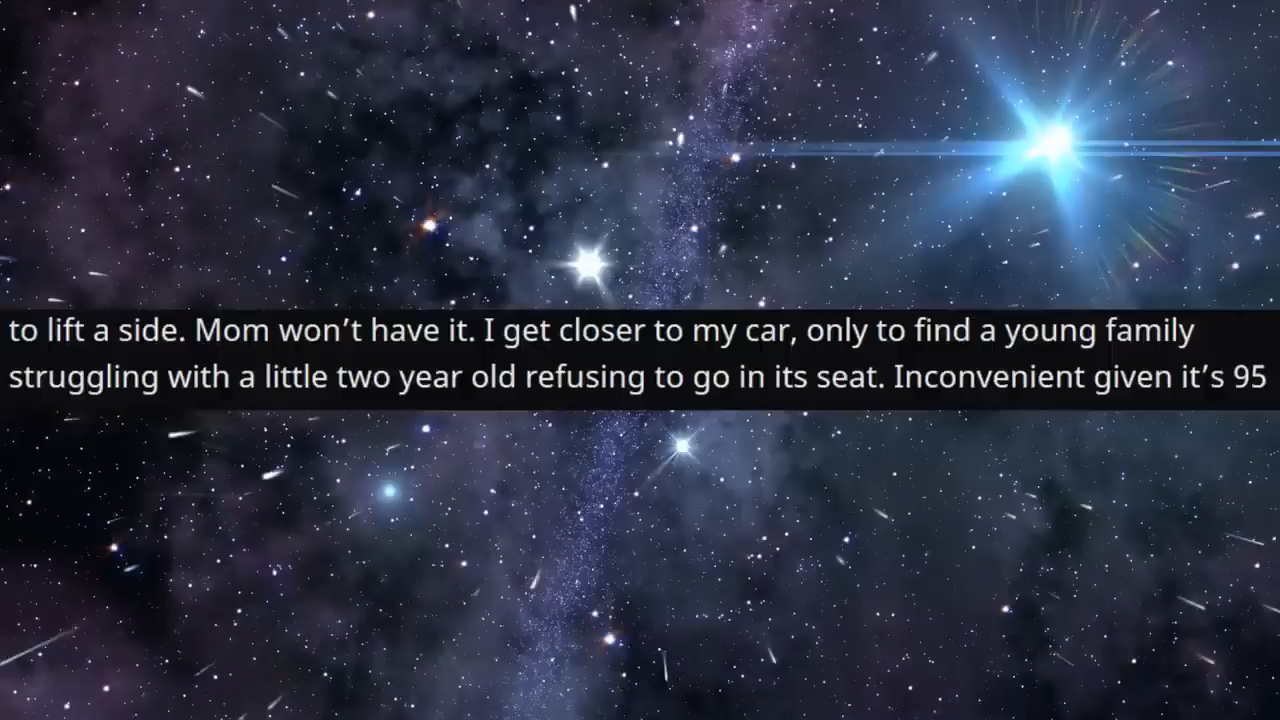 to lift a side. Mom won’t have it. I get closer to my car, only to find a young family
struggling with a little two year old refusing to go in its seat. Inconvenient given it’s 95